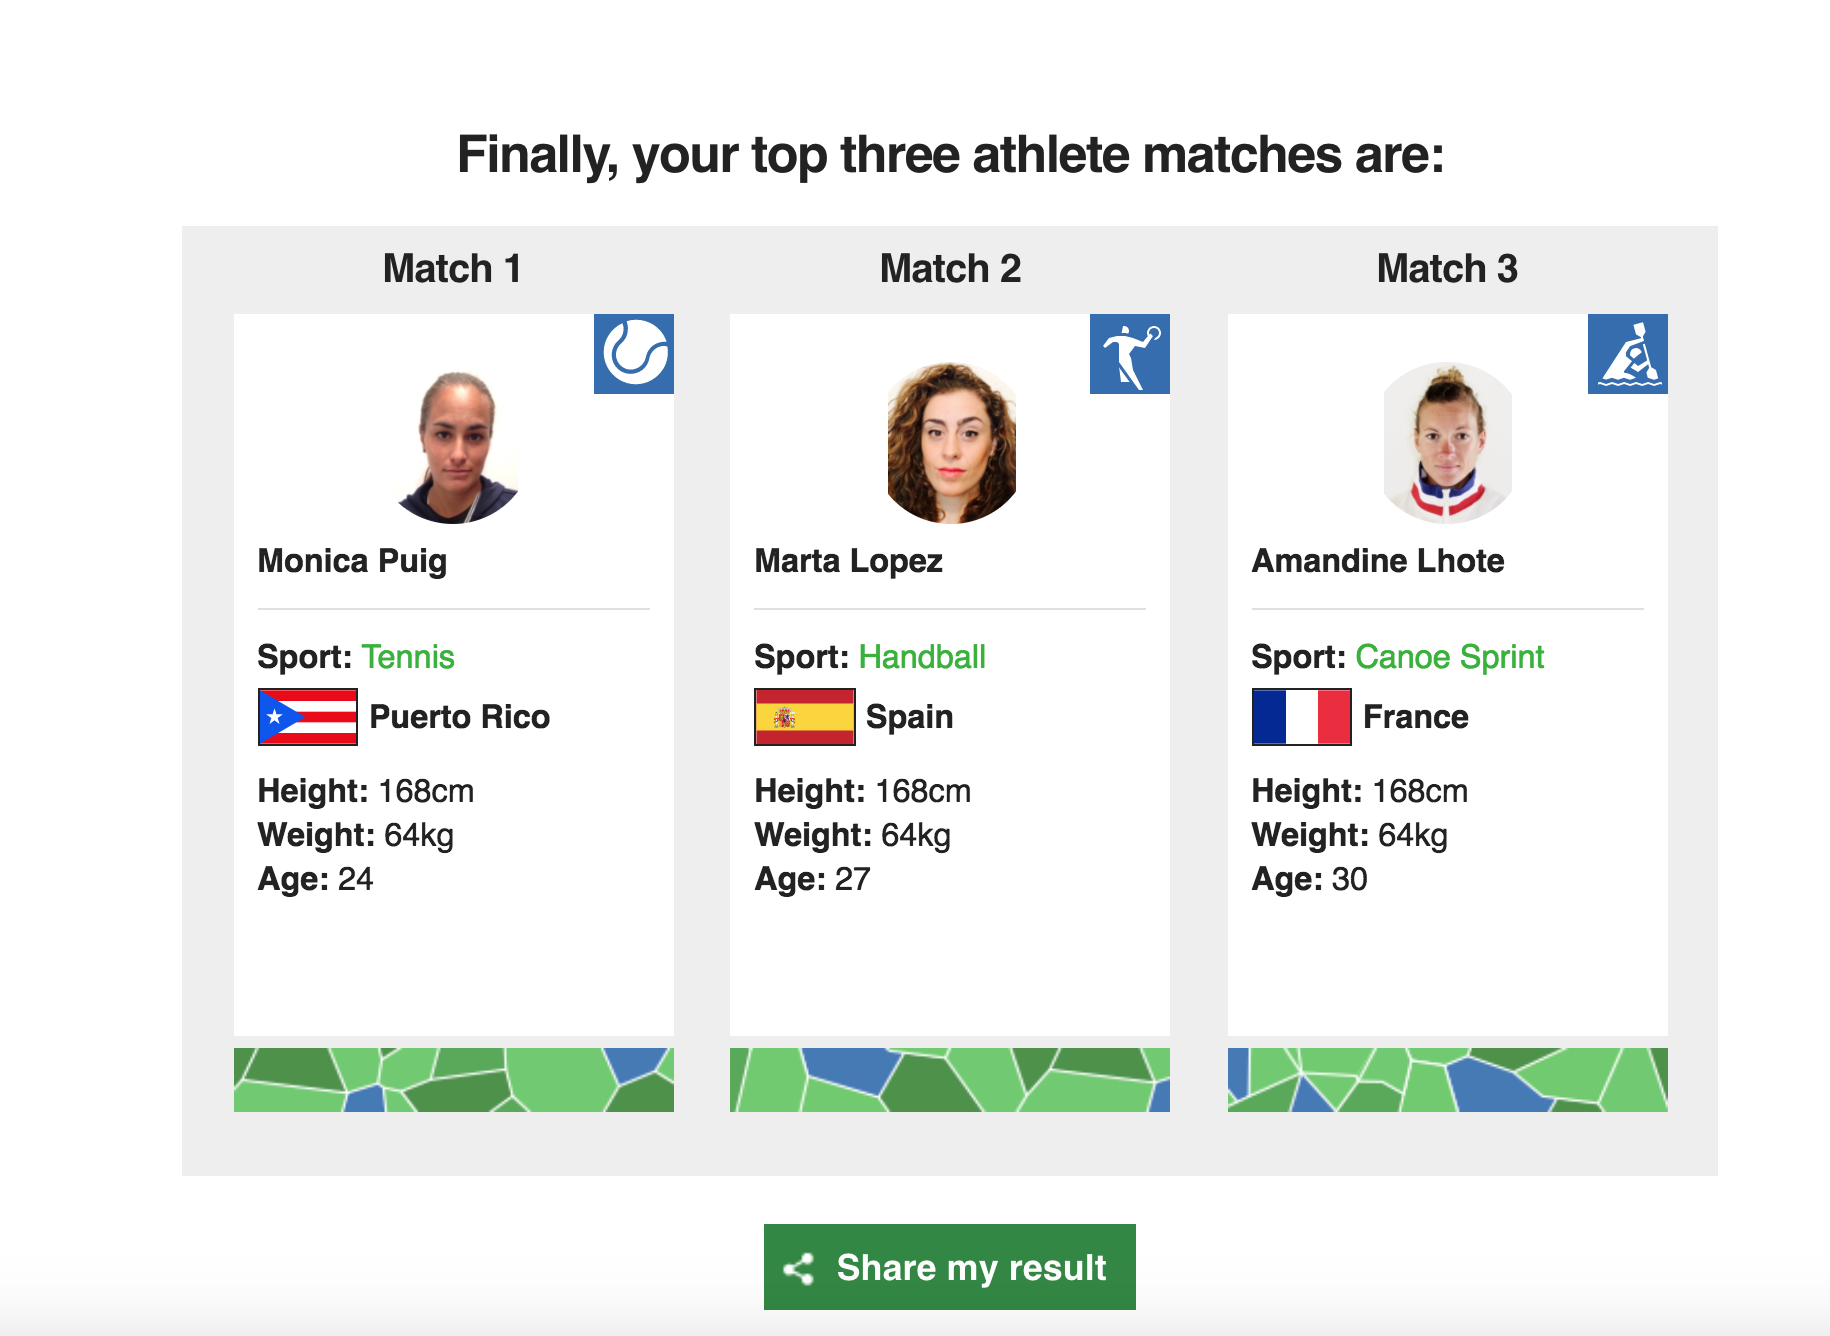 Finally, your top three athlete matches are:
Match 1
Monica Puig
Sport: Tennis
Puerto Rico
Height: 168cm
Weight: 64kg
Age: 24
Match 2
Marta Lopez
Sport: Handball
Spain
Height: 168cm
Weight: 64kg
Age: 27
Match 3
Amandine Lhote
Sport: Canoe Sprint
France
Height: 168cm
Weight: 64kg
Age: 30
Share my result